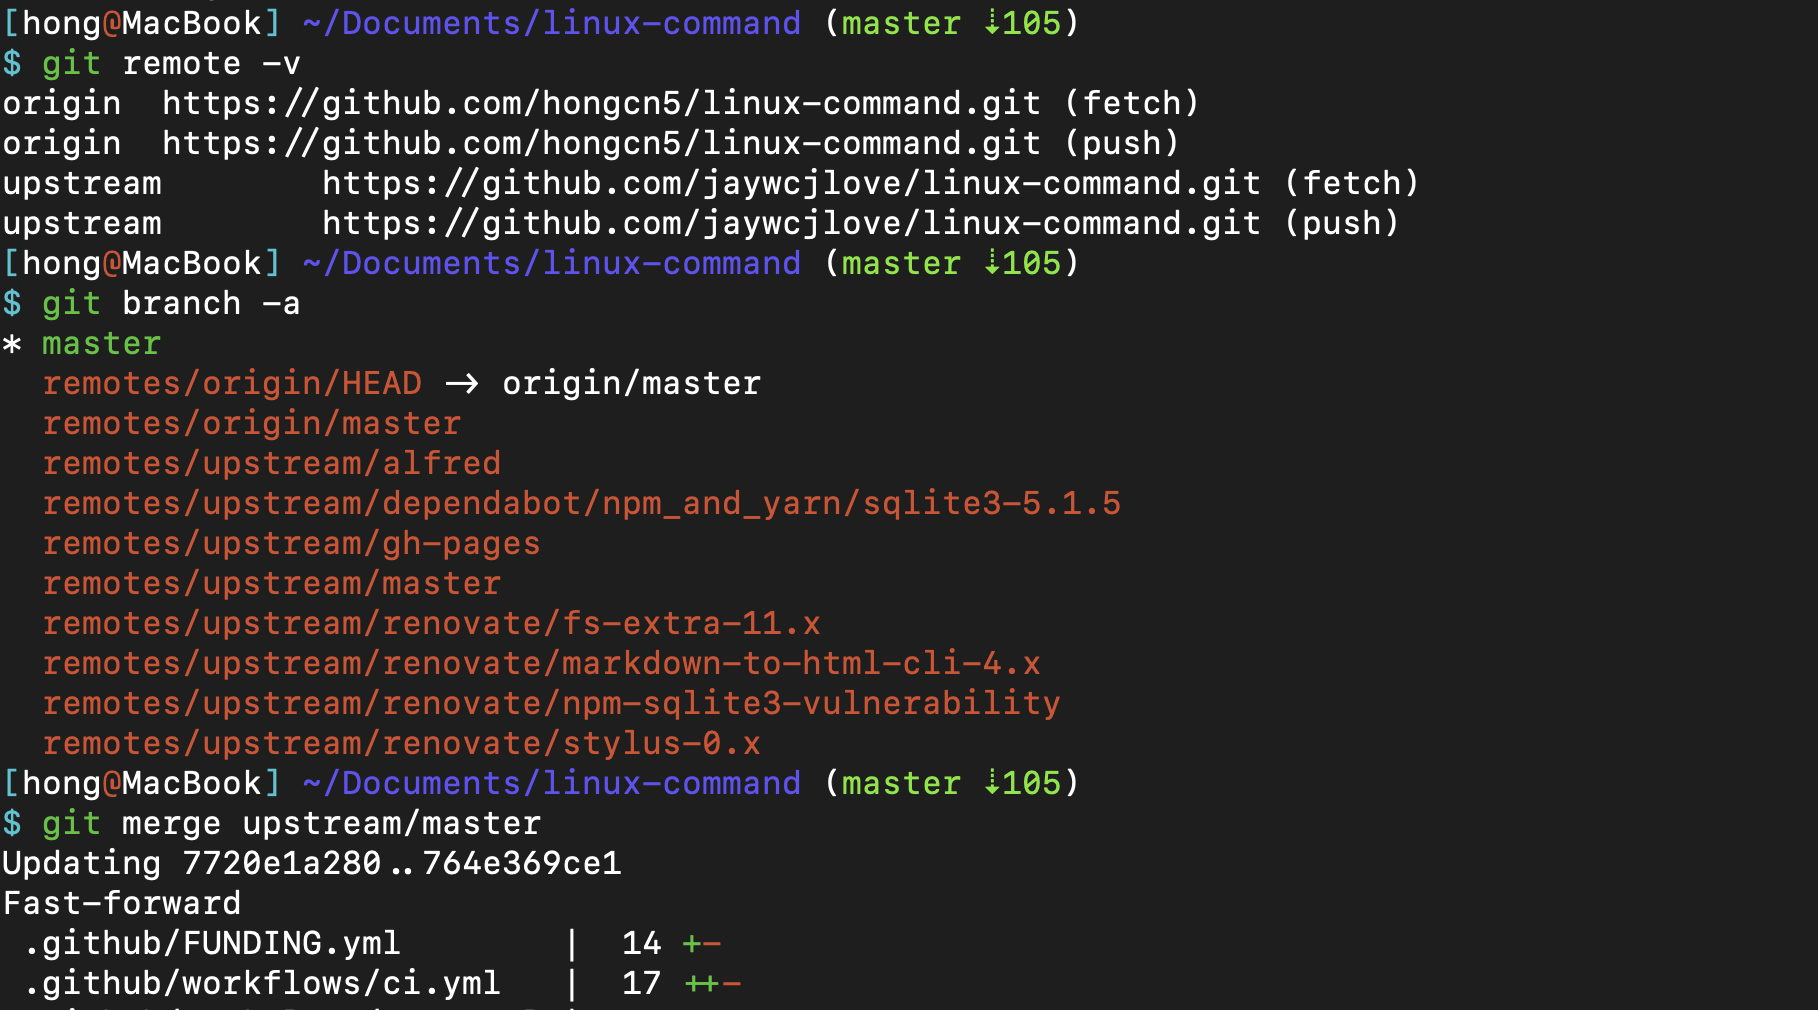 [hong@MacBook] ~/Documents/linux-command (master ⇣105)
$ git remote -v
origin  https://github.com/hongcn5/linux-command.git (fetch)
origin  https://github.com/hongcn5/linux-command.git (push)
upstream        https://github.com/jaywcjlove/linux-command.git (fetch)
upstream        https://github.com/jaywcjlove/linux-command.git (push)
[hong@MacBook] ~/Documents/linux-command (master ⇣105)
$ git branch -a
* master
  remotes/origin/HEAD -> origin/master
  remotes/origin/master
  remotes/upstream/alfred
  remotes/upstream/dependabot/npm_and_yarn/sqlite3-5.1.5
  remotes/upstream/gh-pages
  remotes/upstream/master
  remotes/upstream/renovate/fs-extra-11.x
  remotes/upstream/renovate/markdown-to-html-cli-4.x
  remotes/upstream/renovate/npm-sqlite3-vulnerability
  remotes/upstream/renovate/stylus-0.x
[hong@MacBook] ~/Documents/linux-command (master ⇣105)
$ git merge upstream/master
Updating 7720e1a280..764e369ce1
Fast-forward
 .github/FUNDING.yml        |  14 +-
 .github/workflows/ci.yml   |  17 ++-